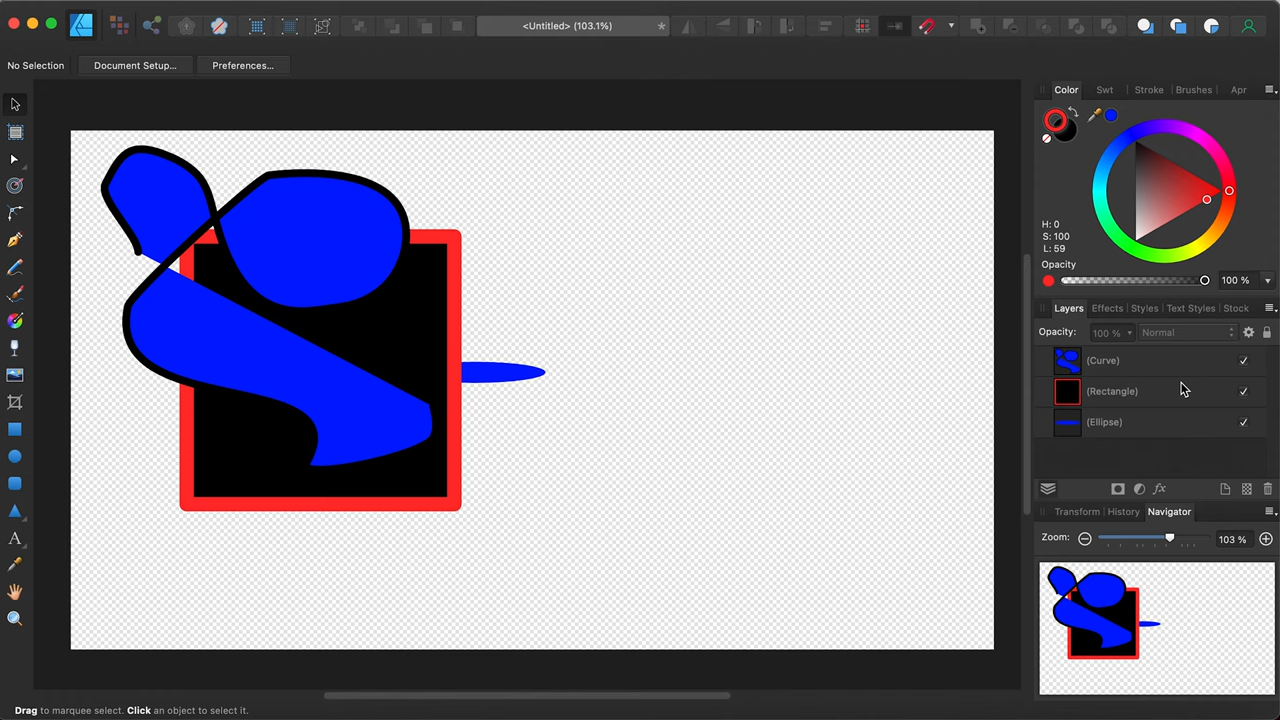 <Untitled> (103.1%) *
No Selection Document Setup... Preferences...
Color Swt Stroke Brushes Apr
H: 0
S: 100
L: 59
Opacity
100 %
Layers Effects Styles Text Styles Stock
Opacity: 100 % Normal
(Curve)
(Rectangle)
(Ellipse)
fx
Transform History Navigator
Zoom: 103 %
A
Drag to marquee select. Click an object to select it.